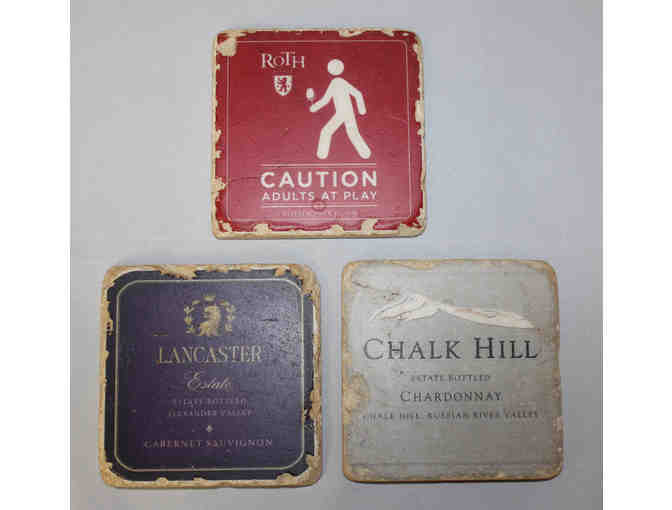 ROTH
CAUTION
ADULTS AT PLAY
LANCASTER
Estate
ESTATE BOTTLED
ALEXANDER VALLEY
CABERNET SAUVIGNON
CHALK HILL
ESTATE BOTTLED
CHARDONNAY
CHALK HILL, RUSSIAN RIVER VALLEY